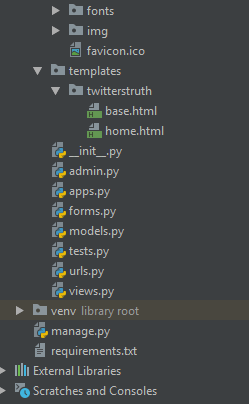 fonts
img
favicon.ico
templates
twitterstruth
base.html
home.html
__init__.py
admin.py
apps.py
forms.py
models.py
tests.py
urls.py
views.py
venv library root
manage.py
requirements.txt
External Libraries
Scratches and Consoles